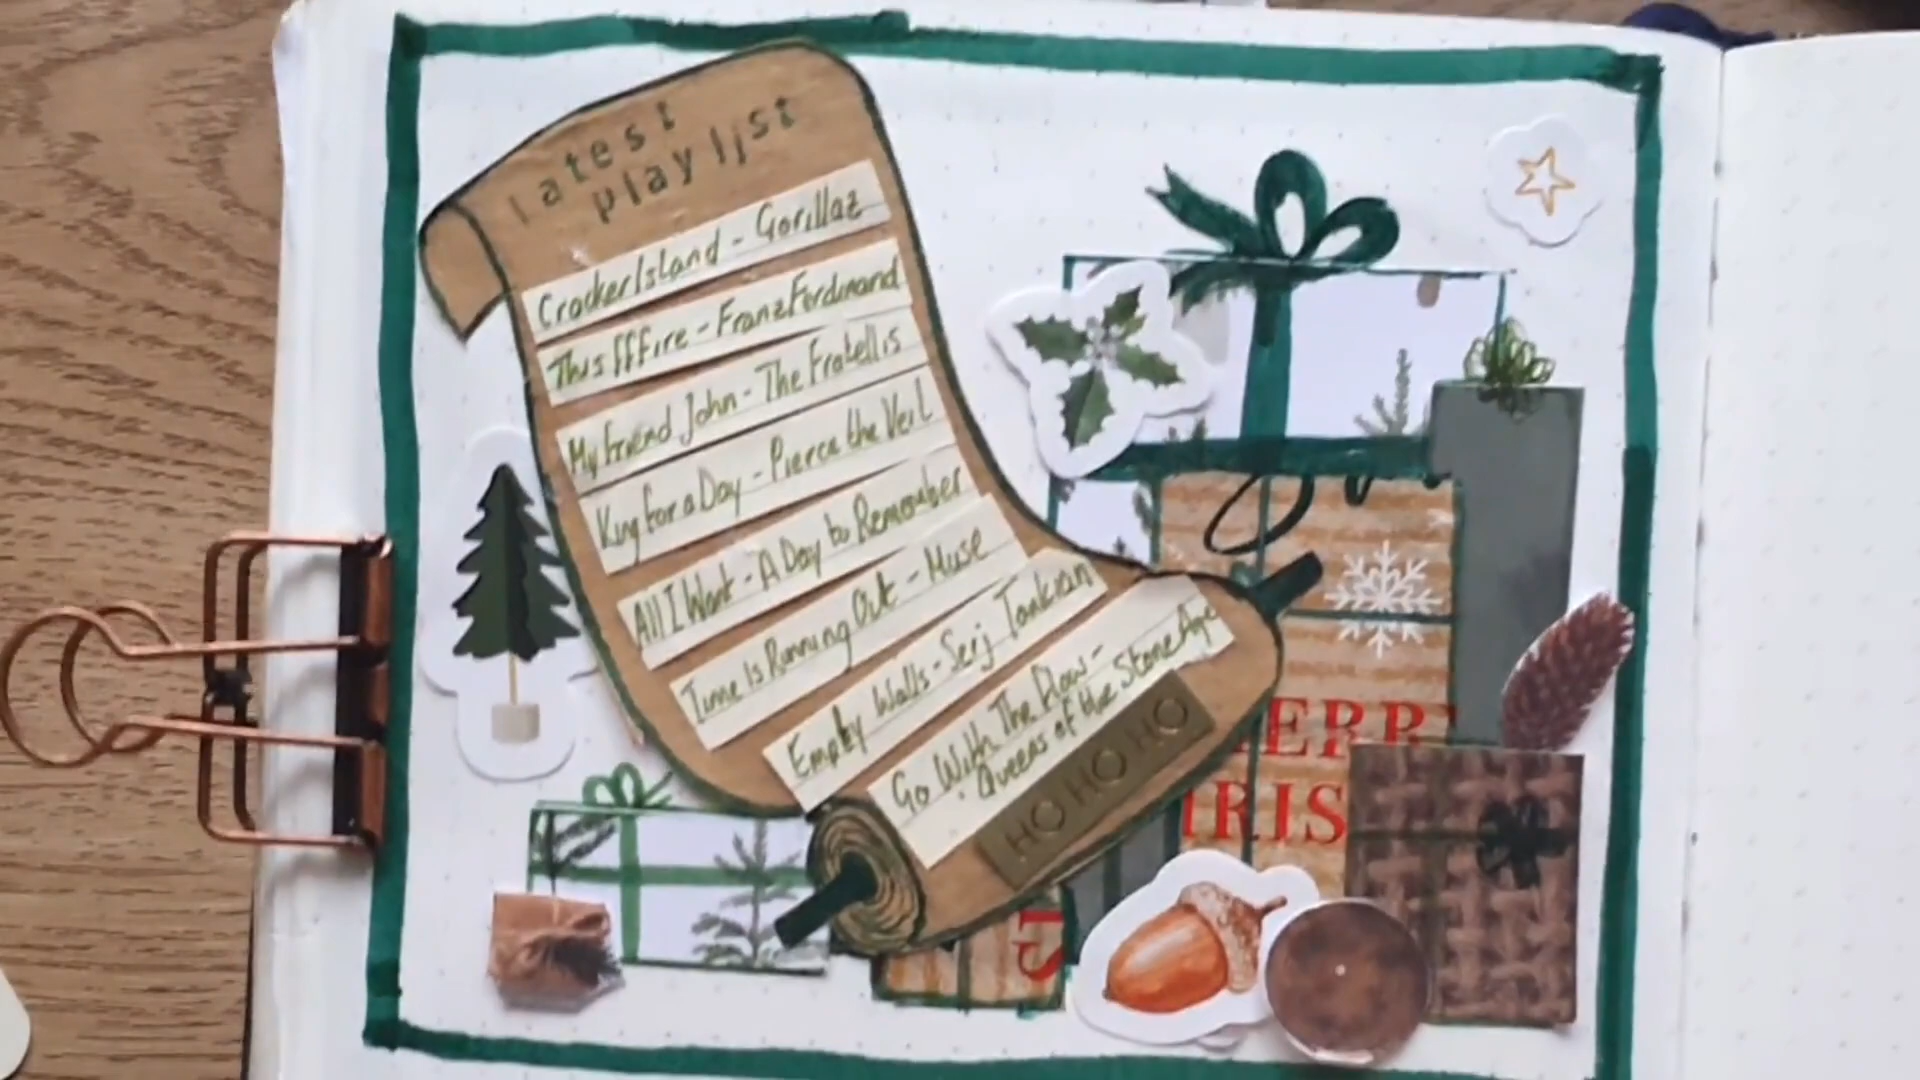 latest
playlist
Crocker Island - Gorillaz
This ffFire - Franz Ferdinand
My friend John - The Fratellis
King for a Day - Pierce the Veil
All I Want - A Day to Remember
Time Is Running Out - Muse
Empty Walls - Serj Tankian
Go With The Flow -
Queens of the Stone Age
HO HO HO
ERRY
RIS